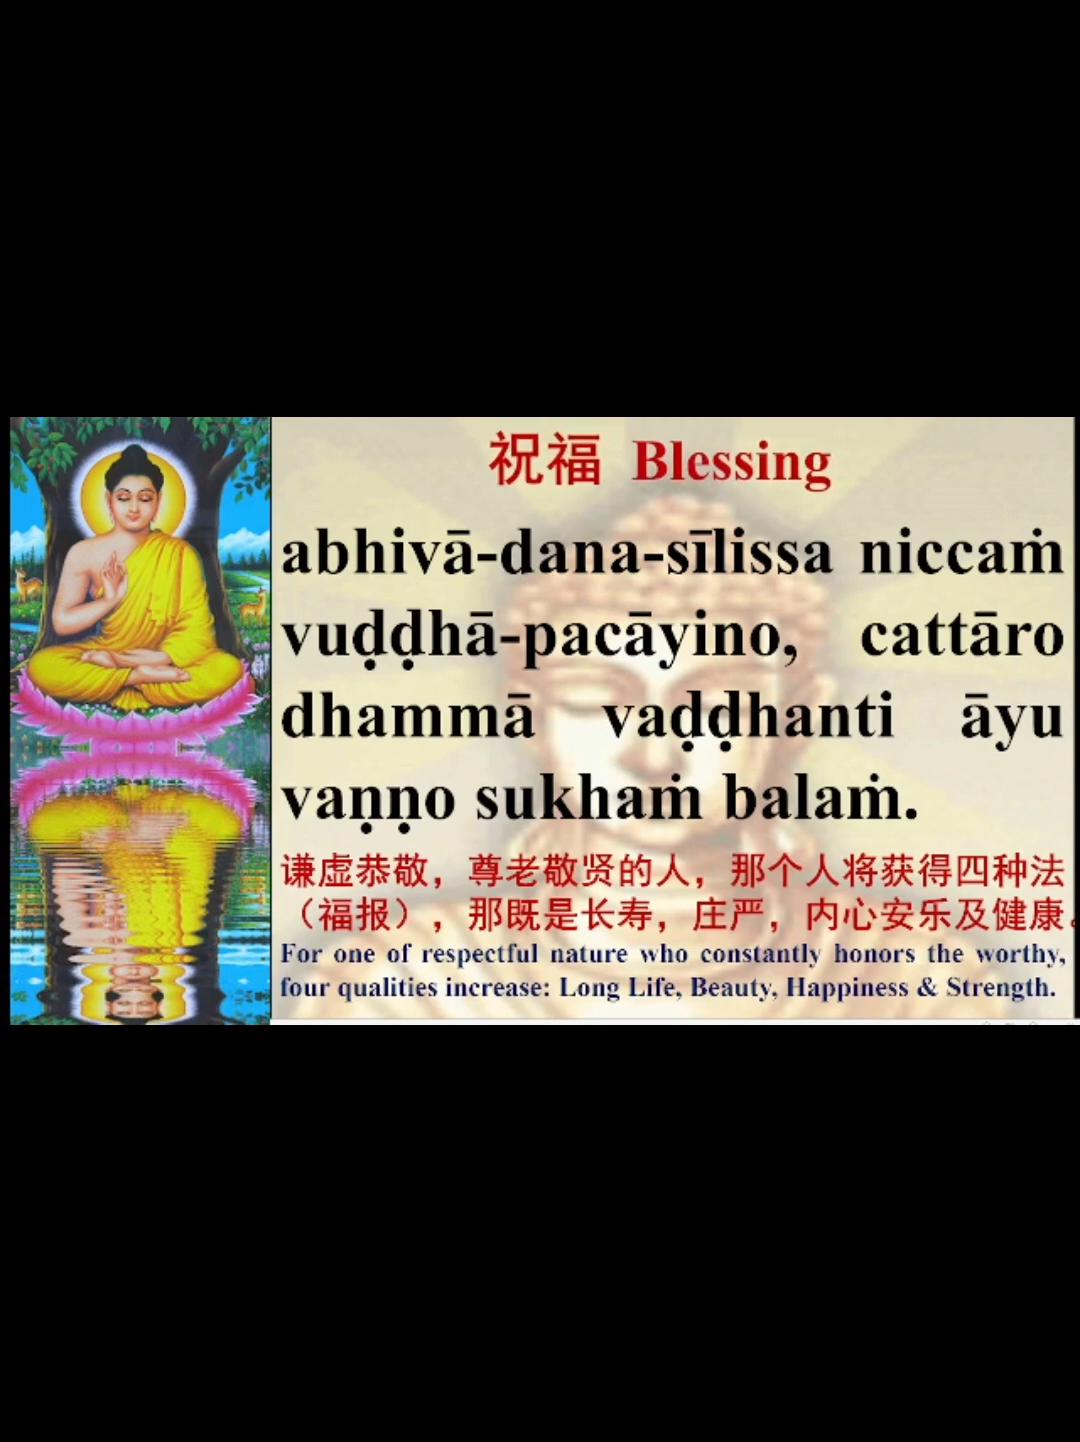 祝福 Blessing
abhivā-dana-sīlissa niccaṁ
vuḍḍhā-pacāyino, cattāro
dhammā vaḍḍhanti āyu
vaṇṇo sukhaṁ balaṁ.
谦虚恭敬，尊老敬贤的人，那个人将获得四种法
（福报），那既是长寿，庄严，内心安乐及健康。
For one of respectful nature who constantly honors the worthy,
four qualities increase: Long Life, Beauty, Happiness & Strength.